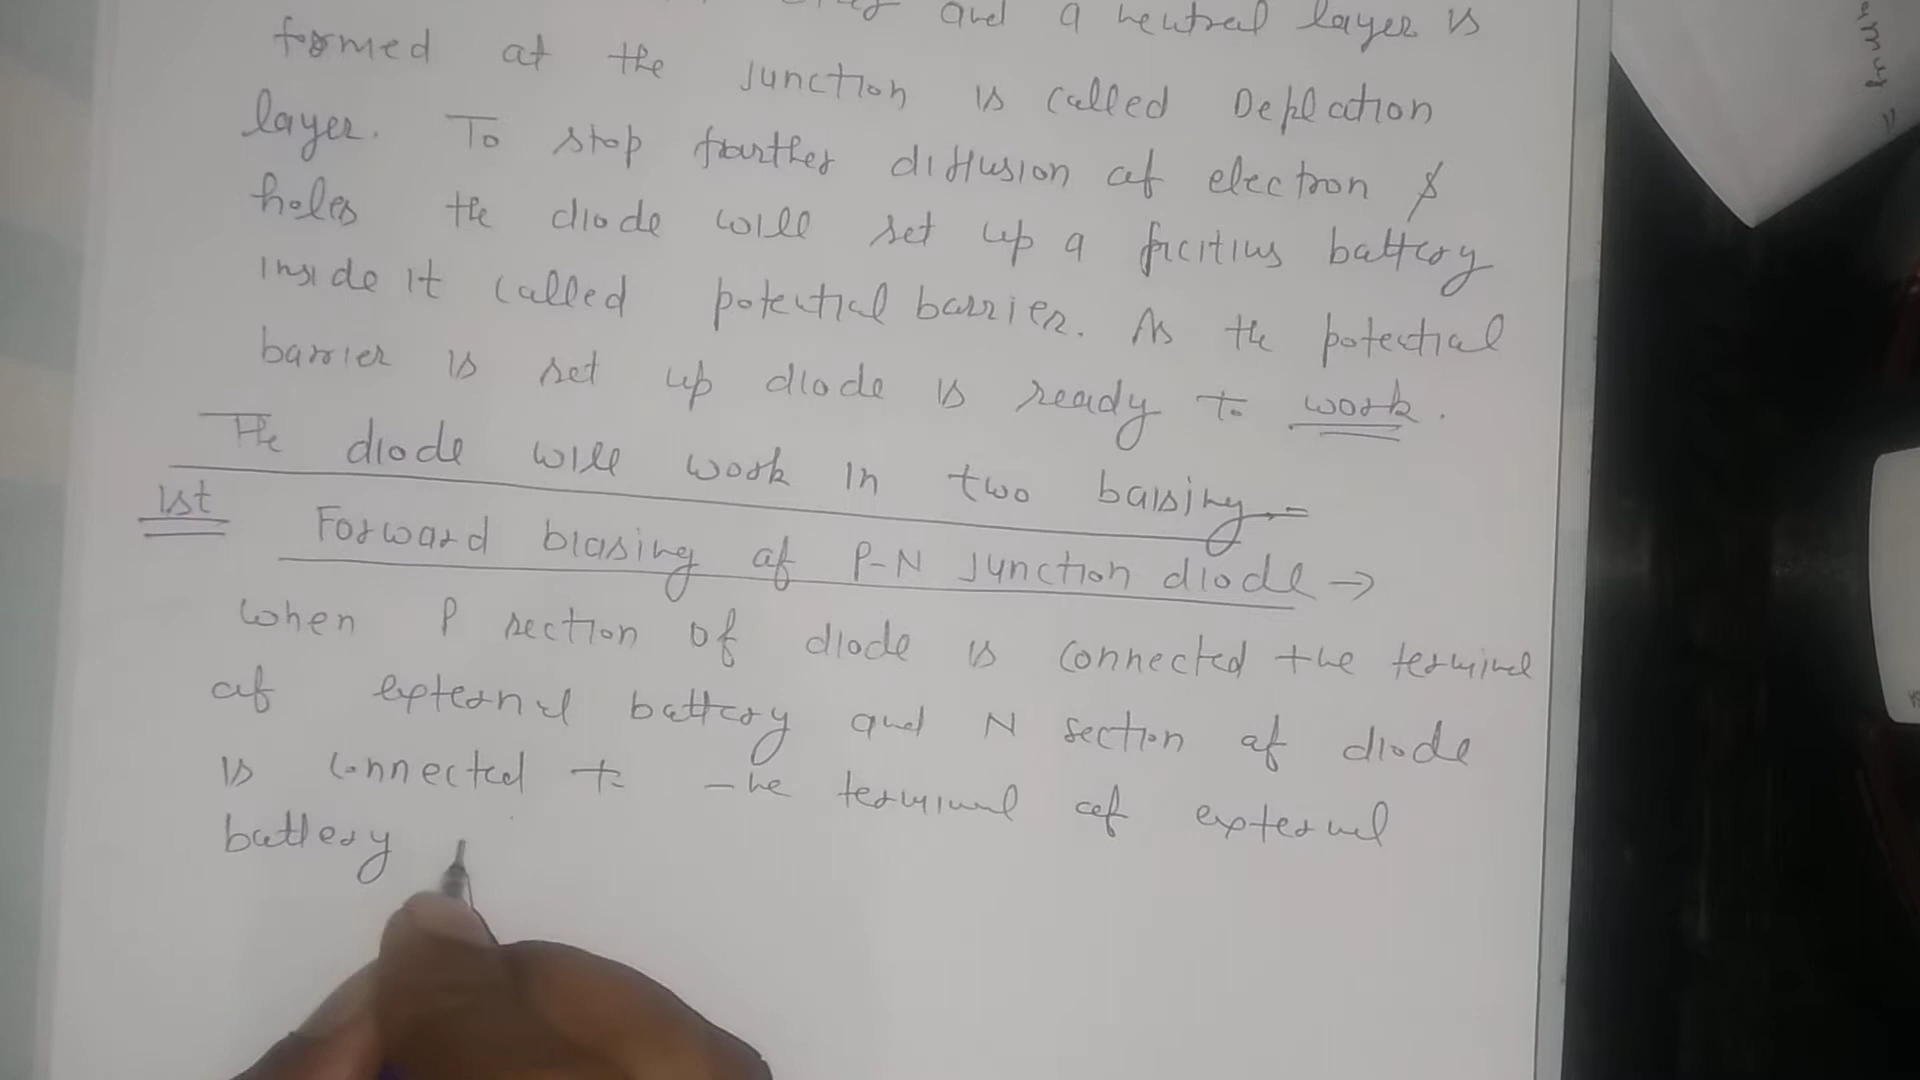 and a neutral layer is
formed at the junction is called Deplation
layer. To stop further diffusion of electron &
holes the diode will set up a ficitius battery
inside it called potential barrier. As the potential
barrier is set up diode is ready to work.
The diode will work in two baising -
1st Forward biasing of P-N Junction diode →
when P section of diode is connected +ve terminal
of external battery and N section of diode
is connected to -ve terminal of external
battery